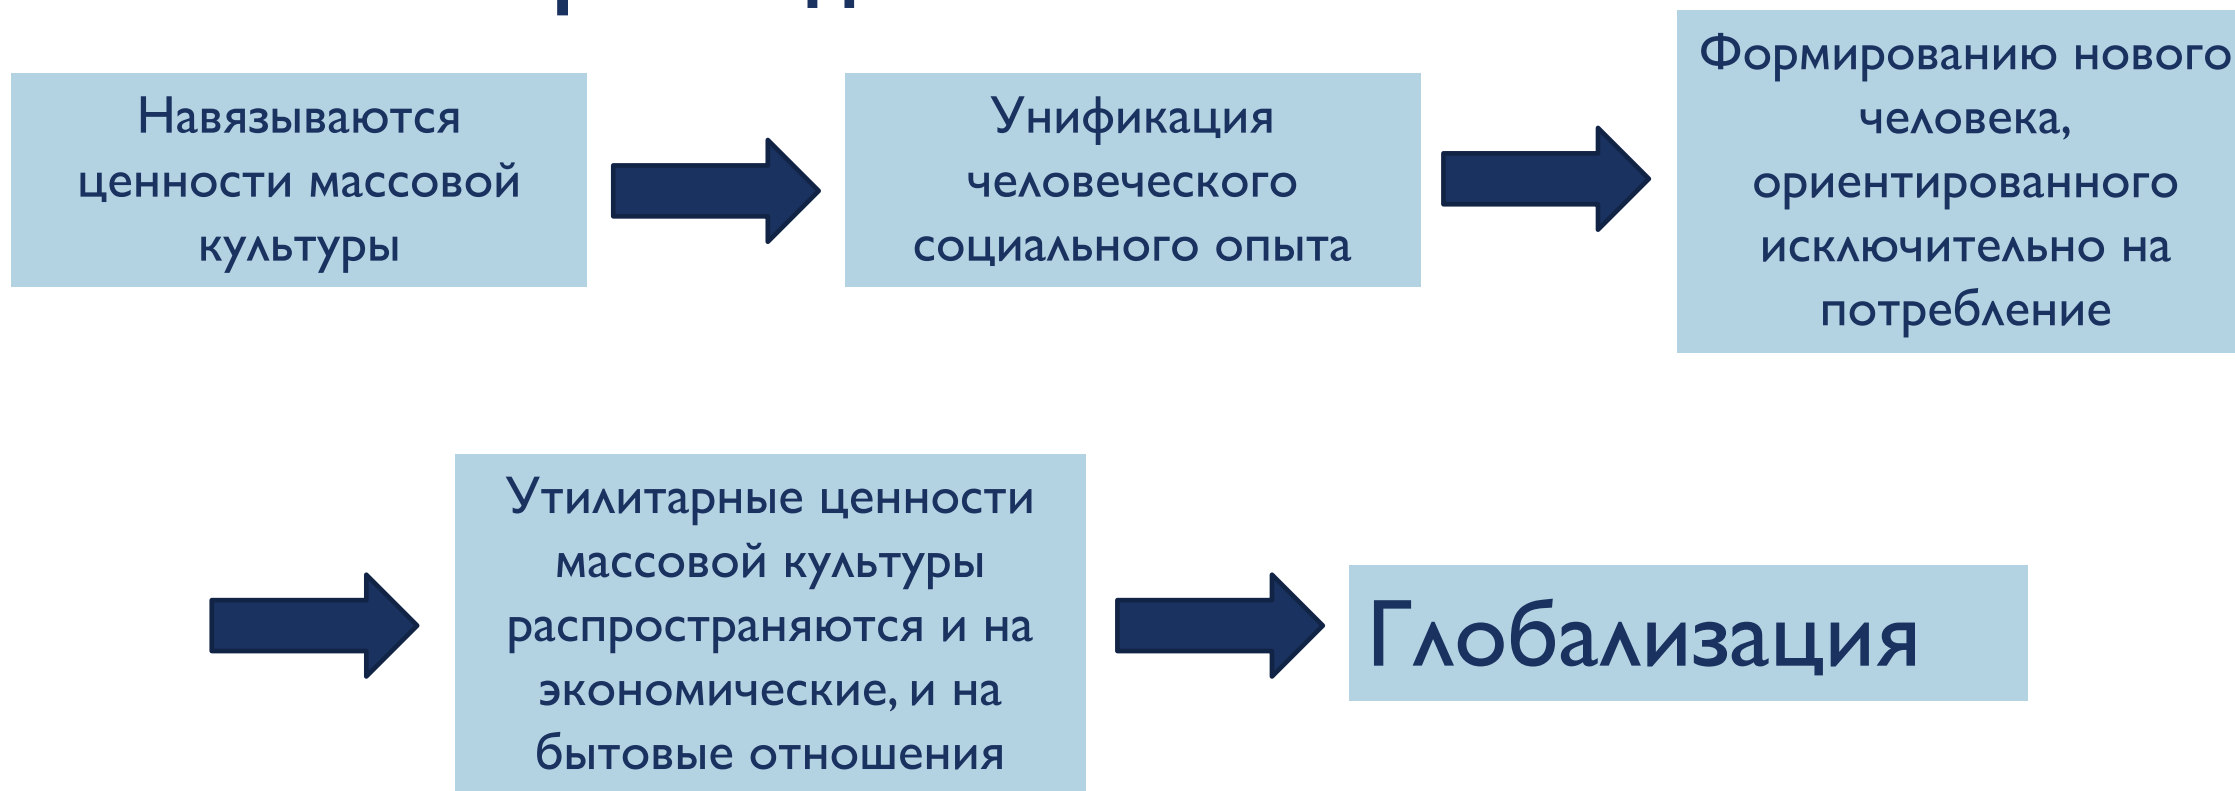 Навязываются
ценности массовой
культуры
Унификация
человеческого
социального опыта
Формированию нового
человека,
ориентированного
исключительно на
потребление
Утилитарные ценности
массовой культуры
распространяются и на
экономические, и на
бытовые отношения
Глобализация